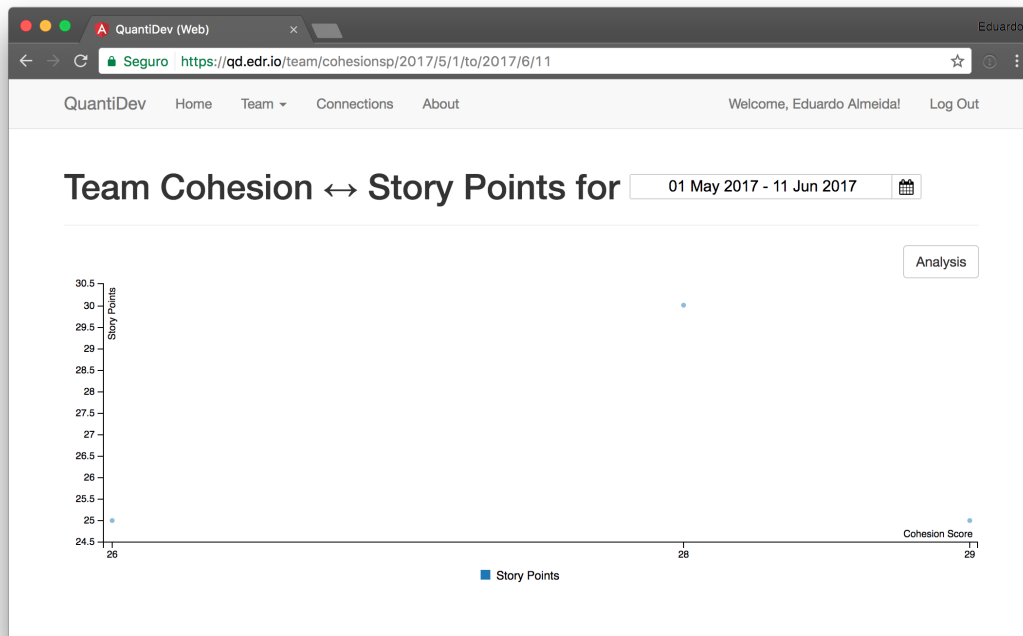 QuantiDev (Web)
Eduardo
Seguro https://qd.edr.io/team/cohesionsp/2017/5/1/to/2017/6/11
QuantiDev Home Team Connections About Welcome, Eduardo Almeida! Log Out
Team Cohesion ↔ Story Points for 01 May 2017 - 11 Jun 2017
Analysis
Story Points
30.5
30
29.5
29
28.5
28
27.5
27
26.5
26
25.5
25
24.5
Cohesion Score
26 28 29
Story Points